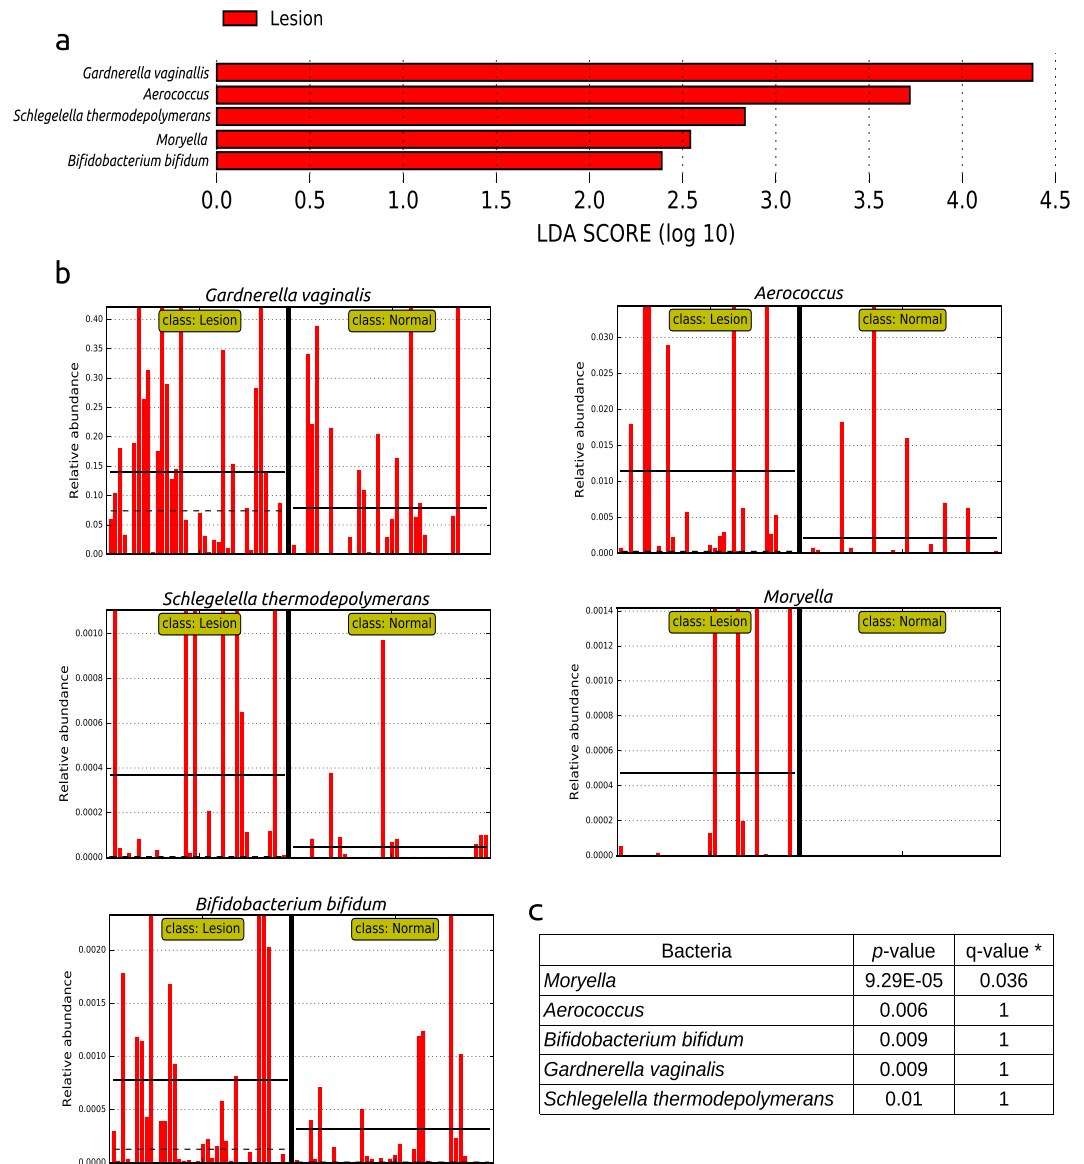 Lesion
a
Gardnerella vaginallis
Aerococcus
Schlegelella thermodepolymerans
Moryella
Bifidobacterium bifidum
0.0 0.5 1.0 1.5 2.0 2.5 3.0 3.5 4.0 4.5
LDA SCORE (log 10)
b
Gardnerella vaginalis
class: Lesion class: Normal
Relative abundance
0.40
0.35
0.30
0.25
0.20
0.15
0.10
0.05
0.00
Aerococcus
class: Lesion class: Normal
Relative abundance
0.030
0.025
0.020
0.015
0.010
0.005
0.000
Schlegelella thermodepolymerans
class: Lesion class: Normal
Relative abundance
0.0010
0.0008
0.0006
0.0004
0.0002
0.0000
Moryella
class: Lesion class: Normal
Relative abundance
0.0014
0.0012
0.0010
0.0008
0.0006
0.0004
0.0002
0.0000
Bifidobacterium bifidum
class: Lesion class: Normal
Relative abundance
0.0020
0.0015
0.0010
0.0005
0.0000
c
Bacteria p-value q-value *
Moryella 9.29E-05 0.036
Aerococcus 0.006 1
Bifidobacterium bifidum 0.009 1
Gardnerella vaginalis 0.009 1
Schlegelella thermodepolymerans 0.01 1